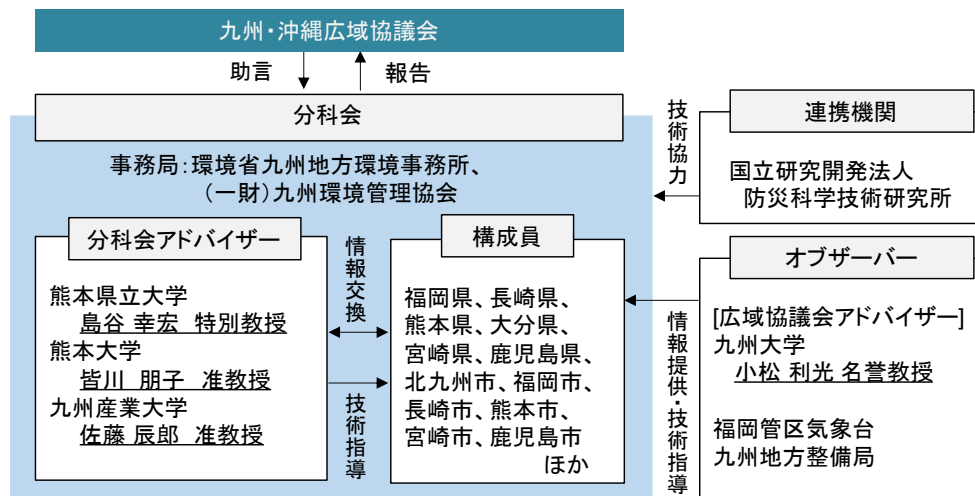 九州・沖縄広域協議会
助言
報告
分科会
事務局：環境省九州地方環境事務所、
（一財）九州環境管理協会
分科会アドバイザー
熊本県立大学
島谷 幸宏 特別教授
熊本大学
皆川 朋子 准教授
九州産業大学
佐藤 辰郎 准教授
情報交換
技術指導
構成員
福岡県、長崎県、
熊本県、大分県、
宮崎県、鹿児島県、
北九州市、福岡市、
長崎市、熊本市、
宮崎市、鹿児島市
ほか
技術協力
連携機関
国立研究開発法人
防災科学技術研究所
情報提供・技術指導
オブザーバー
[広域協議会アドバイザー]
九州大学
小松 利光 名誉教授
福岡管区気象台
九州地方整備局